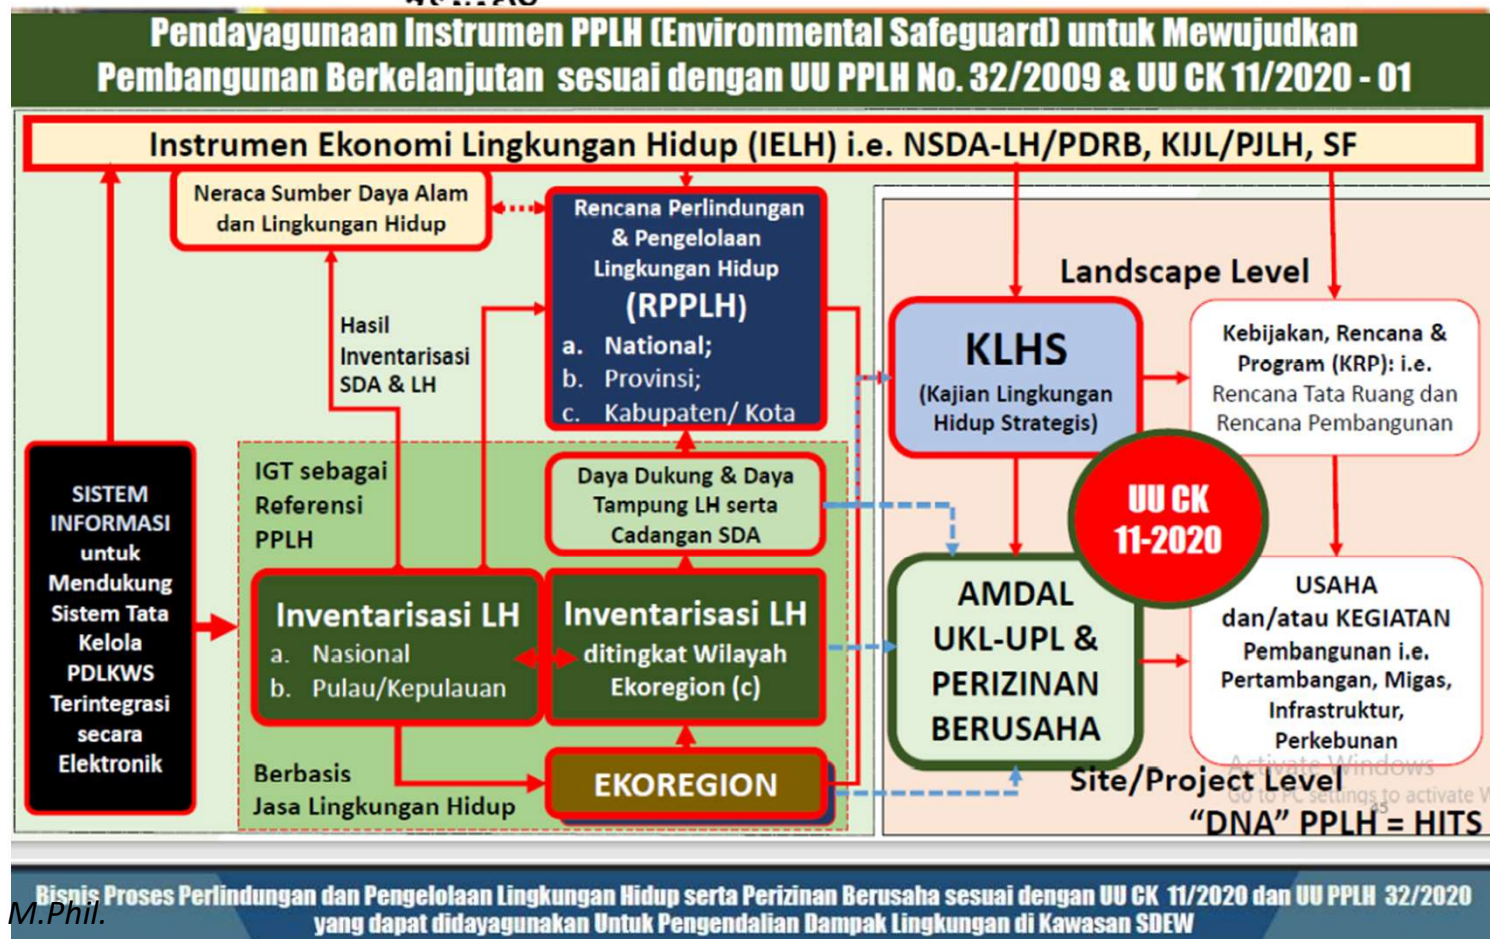 Pendayagunaan Instrumen PPLH (Environmental Safeguard) untuk Mewujudkan
Pembangunan Berkelanjutan sesuai dengan UU PPLH No. 32/2009 & UU CK 11/2020 - 01
Instrumen Ekonomi Lingkungan Hidup (IELH) i.e. NSDA-LH/PDRB, KIJL/PJLH, SF
Neraca Sumber Daya Alam
dan Lingkungan Hidup
Rencana Perlindungan
& Pengelolaan
Lingkungan Hidup
(RPPLH)
a. National;
b. Provinsi;
c. Kabupaten/ Kota
Hasil
Inventarisasi
SDA & LH
SISTEM
INFORMASI
untuk
Mendukung
Sistem Tata
Kelola
PDLKWS
Terintegrasi
secara
Elektronik
IGT sebagai
Referensi
PPLH
Daya Dukung & Daya
Tampung LH serta
Cadangan SDA
Inventarisasi LH
a. Nasional
b. Pulau/Kepulauan
Inventarisasi LH
ditingkat Wilayah
Ekoregion (c)
Berbasis
Jasa Lingkungan Hidup
EKOREGION
Landscape Level
KLHS
(Kajian Lingkungan
Hidup Strategis)
Kebijakan, Rencana &
Program (KRP): i.e.
Rencana Tata Ruang dan
Rencana Pembangunan
UU CK
11-2020
AMDAL
UKL-UPL &
PERIZINAN
BERUSAHA
USAHA
dan/atau KEGIATAN
Pembangunan i.e.
Pertambangan, Migas,
Infrastruktur,
Perkebunan
Activate Windows
Go to PC settings to activate W
Site/Project Level
"DNA" PPLH = HITS
Bisnis Proses Perlindungan dan Pengelolaan Lingkungan Hidup serta Perizinan Berusaha sesuai dengan UU CK 11/2020 dan UU PPLH 32/2020
yang dapat didayagunakan Untuk Pengendalian Dampak Lingkungan di Kawasan SDEW
M.Phil.